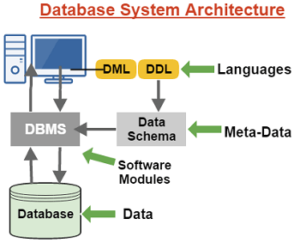 Database System Architecture
DML DDL
Languages
DBMS
Data
Schema
Meta-Data
Software
Modules
Database
Data